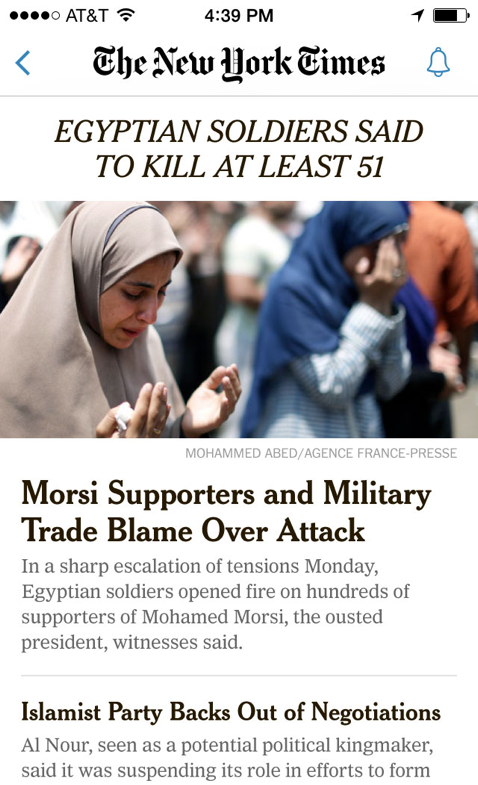 AT&T 4:39 PM
The New York Times
EGYPTIAN SOLDIERS SAID
TO KILL AT LEAST 51
MOHAMMED ABED/AGENCE FRANCE-PRESSE
Morsi Supporters and Military
Trade Blame Over Attack
In a sharp escalation of tensions Monday,
Egyptian soldiers opened fire on hundreds of
supporters of Mohamed Morsi, the ousted
president, witnesses said.
Islamist Party Backs Out of Negotiations
Al Nour, seen as a potential political kingmaker,
said it was suspending its role in efforts to form